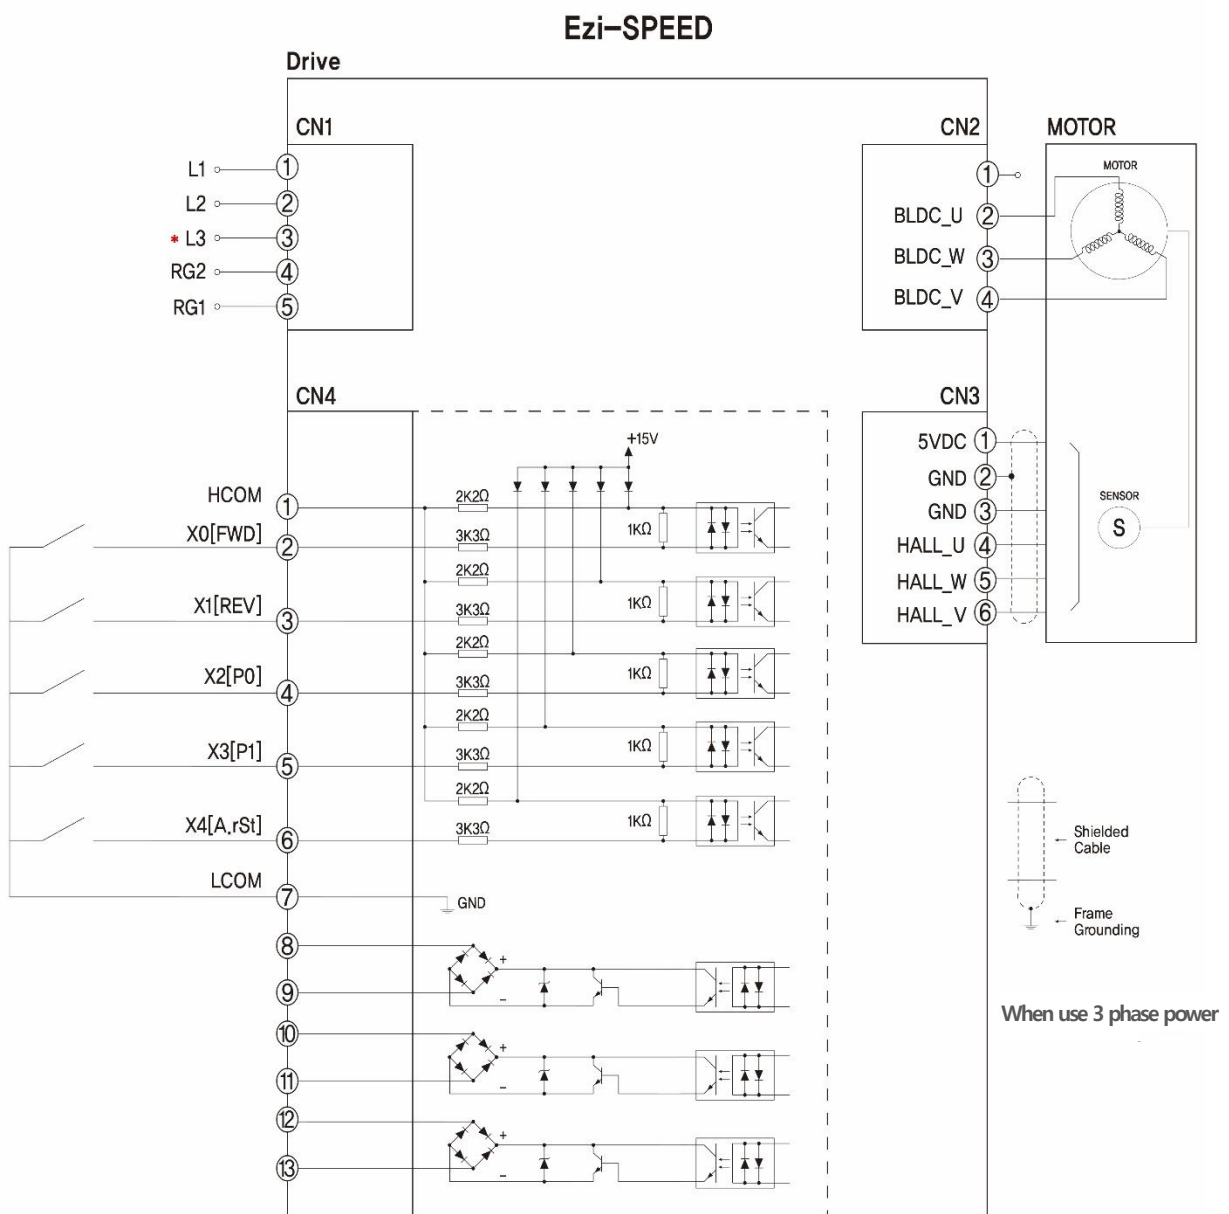 Ezi-SPEED
Drive
CN1
L1 1
L2 2
* L3 3
RG2 4
RG1 5
CN2
1
BLDC_U 2
BLDC_W 3
BLDC_V 4
MOTOR
MOTOR
SENSOR
S
CN3
5VDC 1
GND 2
GND 3
HALL_U 4
HALL_W 5
HALL_V 6
CN4
+15V
HCOM 1 2K2Ω
1KΩ
X0[FWD] 2 3K3Ω
2K2Ω
1KΩ
X1[REV] 3 3K3Ω
2K2Ω
1KΩ
X2[P0] 4 3K3Ω
2K2Ω
1KΩ
X3[P1] 5 3K3Ω
2K2Ω
1KΩ
X4[A.rSt] 6 3K3Ω
LCOM 7 GND
8 +
9 -
10 +
11 -
12 +
13 -
Shielded
Cable
Frame
Grounding
When use 3 phase power